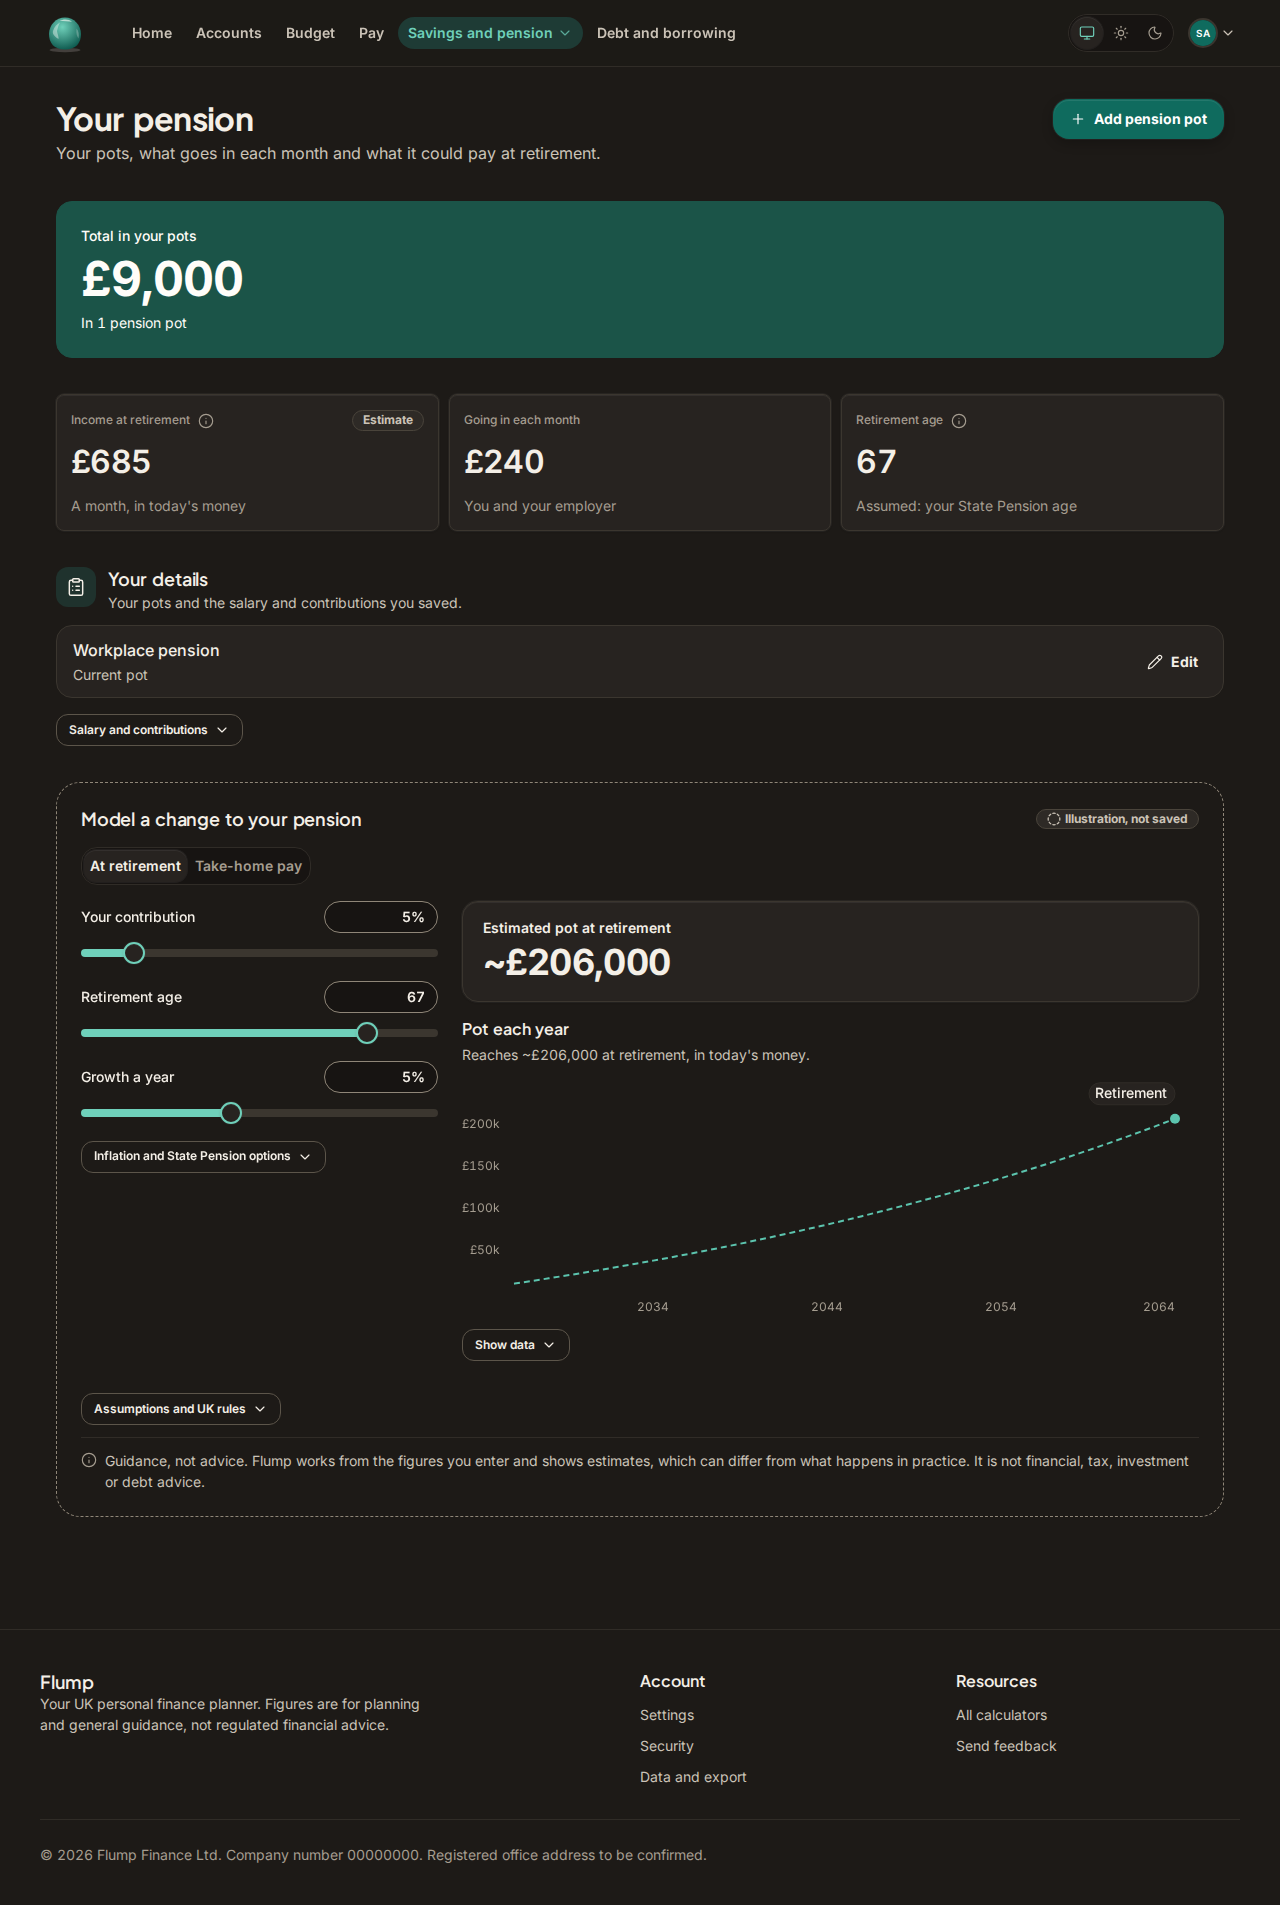 Home
Accounts
Budget
Pay
Savings and pension
Debt and borrowing
SA
Your pension
Your pots, what goes in each month and what it could pay at retirement.
Add pension pot
Total in your pots
£9,000
In 1 pension pot
Income at retirement
Estimate
£685
A month, in today's money
Going in each month
£240
You and your employer
Retirement age
67
Assumed: your State Pension age
Your details
Your pots and the salary and contributions you saved.
Workplace pension
Current pot
Edit
Salary and contributions
Model a change to your pension
Illustration, not saved
At retirement
Take-home pay
Your contribution
5%
Retirement age
67
Growth a year
5%
Inflation and State Pension options
Estimated pot at retirement
~£206,000
Pot each year
Reaches ~£206,000 at retirement, in today's money.
Retirement
£200k
£150k
£100k
£50k
2034
2044
2054
2064
Show data
Assumptions and UK rules
Guidance, not advice. Flump works from the figures you enter and shows estimates, which can differ from what happens in practice. It is not financial, tax, investment
or debt advice.
Flump
Your UK personal finance planner. Figures are for planning
and general guidance, not regulated financial advice.
Account
Settings
Security
Data and export
Resources
All calculators
Send feedback
© 2026 Flump Finance Ltd. Company number 00000000. Registered office address to be confirmed.